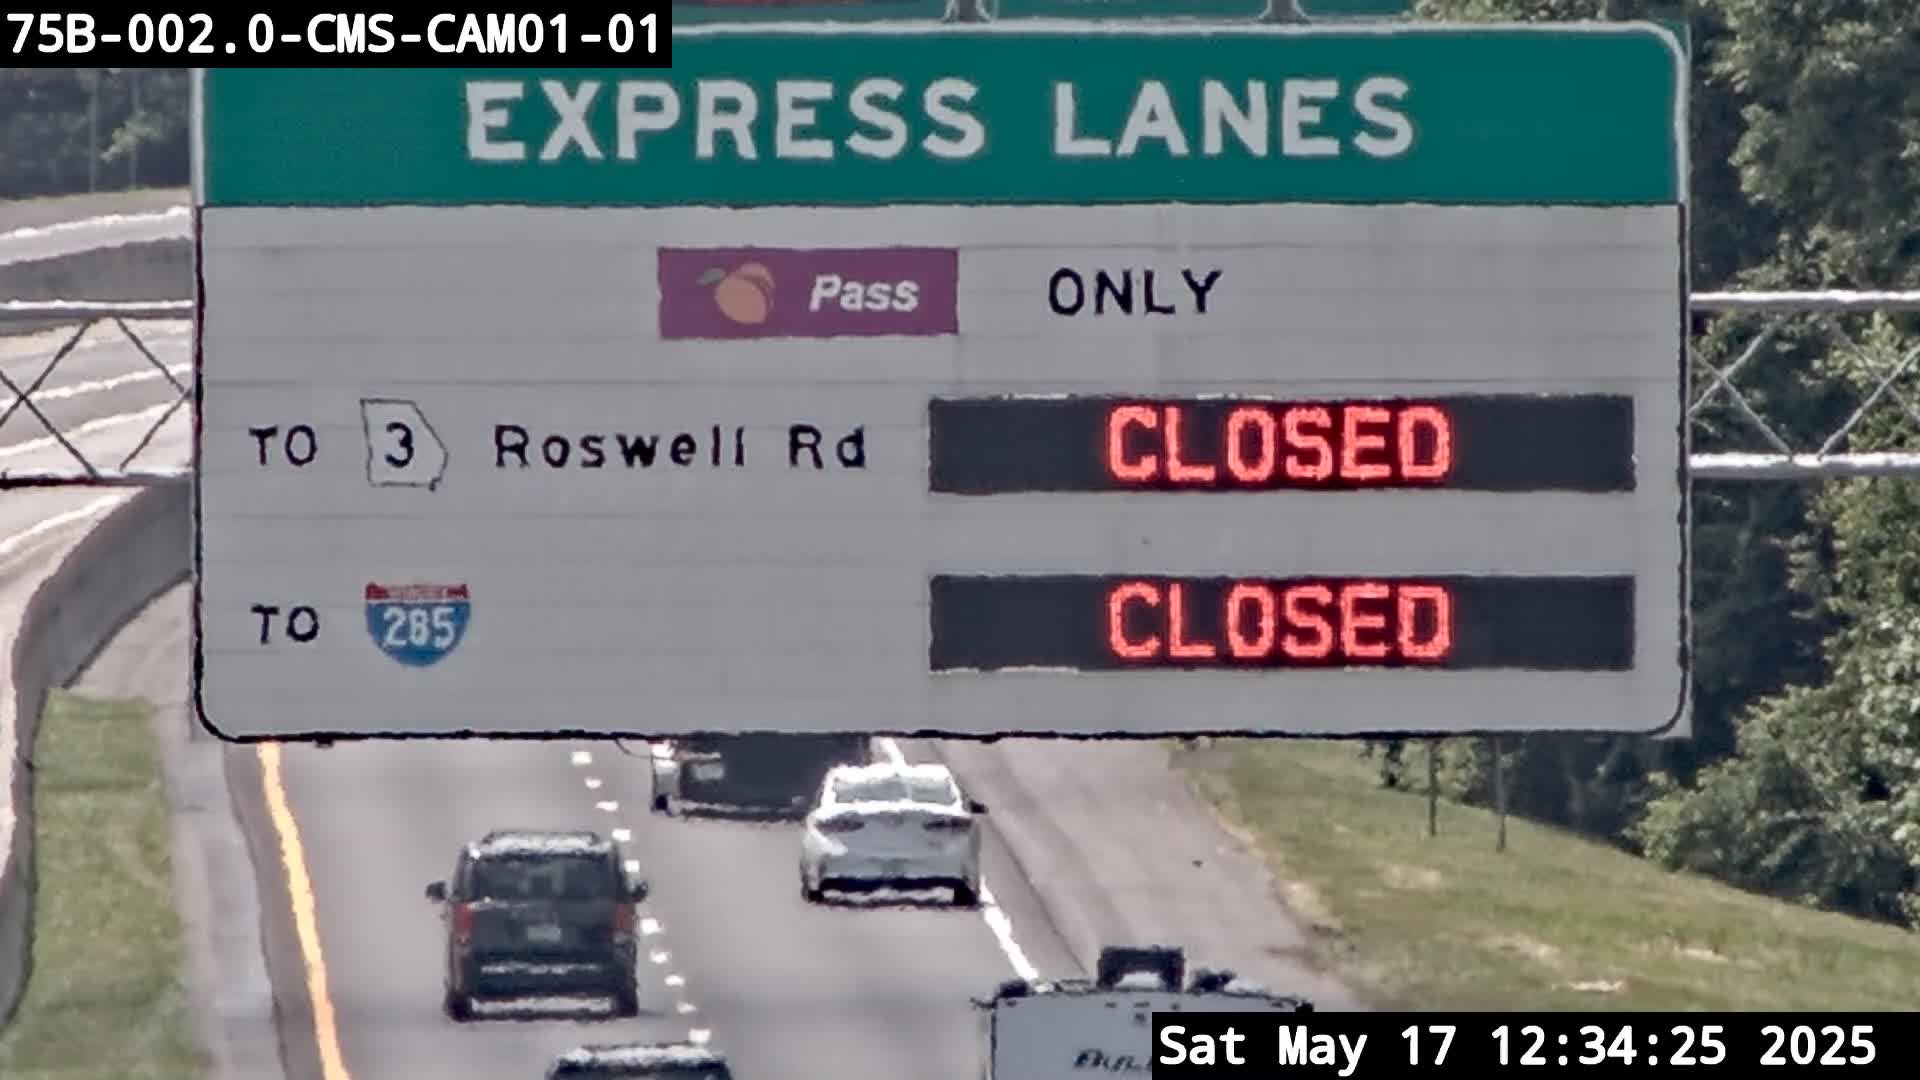 75B-002.0-CMS-CAM01-01
EXPRESS LANES
Pass ONLY
TO 3 Roswell Rd CLOSED
TO 285 CLOSED
Sat May 17 12:34:25 2025